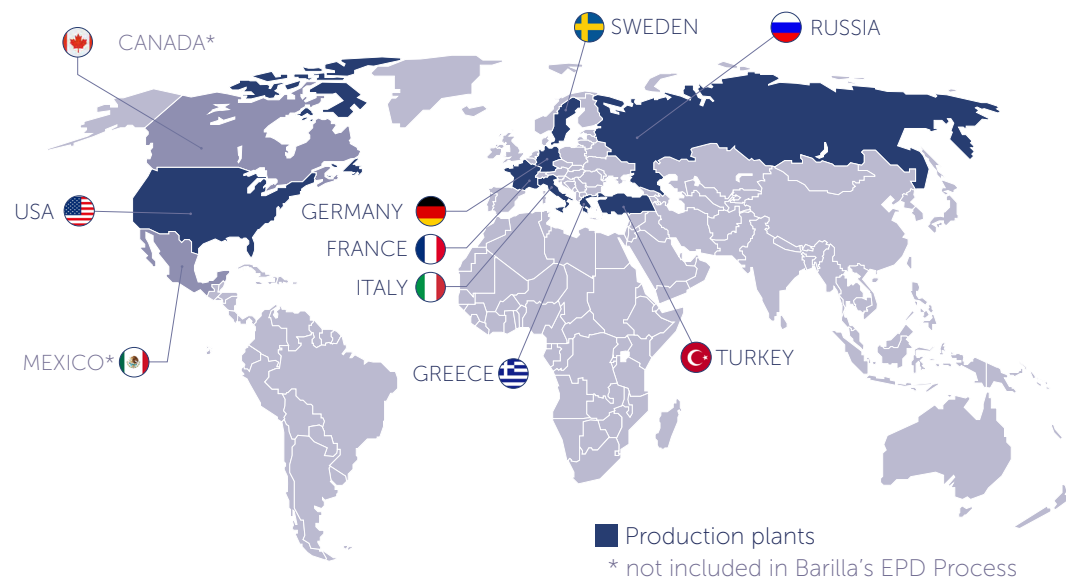 CANADA*
SWEDEN
RUSSIA
USA
GERMANY
FRANCE
ITALY
MEXICO*
GREECE
TURKEY
Production plants
* not included in Barilla's EPD Process